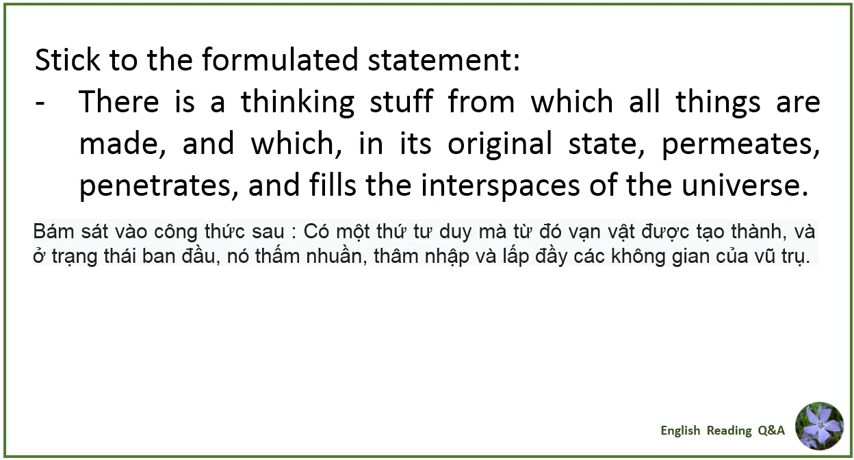 Stick to the formulated statement:
- There is a thinking stuff from which all things are
made, and which, in its original state, permeates,
penetrates, and fills the interspaces of the universe.
Bám sát vào công thức sau : Có một thứ tư duy mà từ đó vạn vật được tạo thành, và
ở trạng thái ban đầu, nó thấm nhuần, thâm nhập và lấp đầy các không gian của vũ trụ.
English Reading Q&A